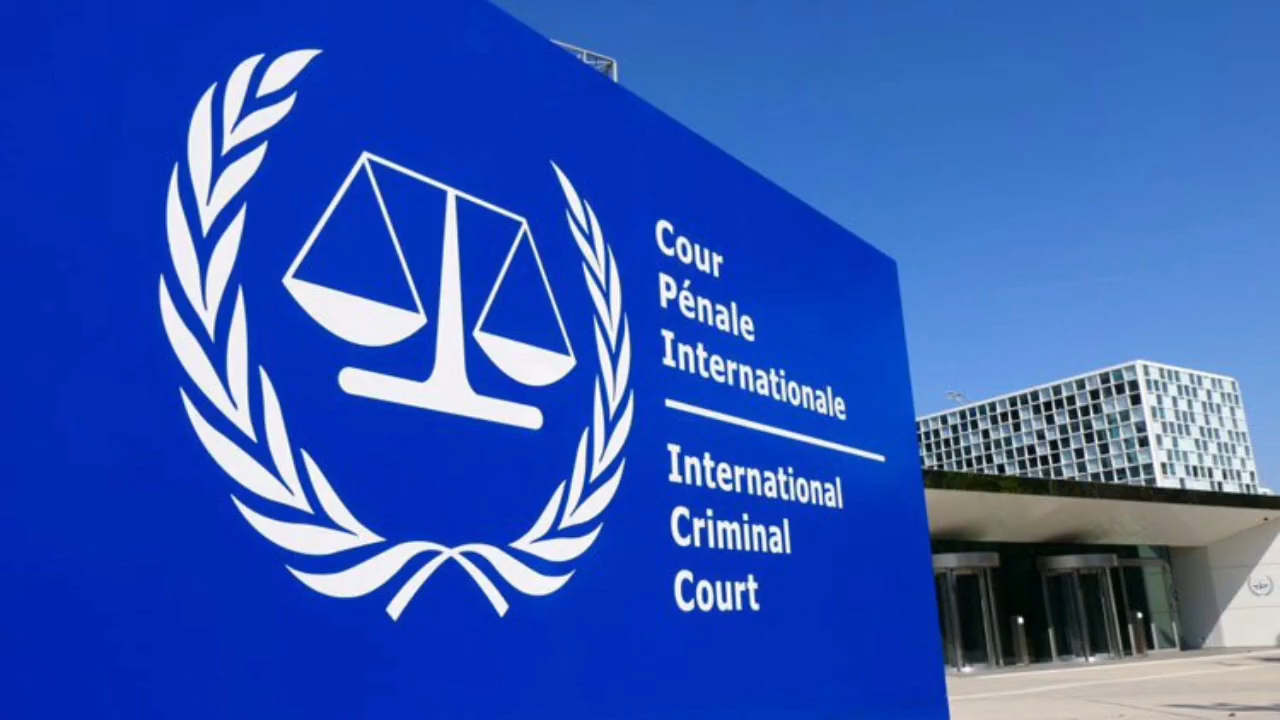 Cour
Pénale
Internationale
International
Criminal
Court